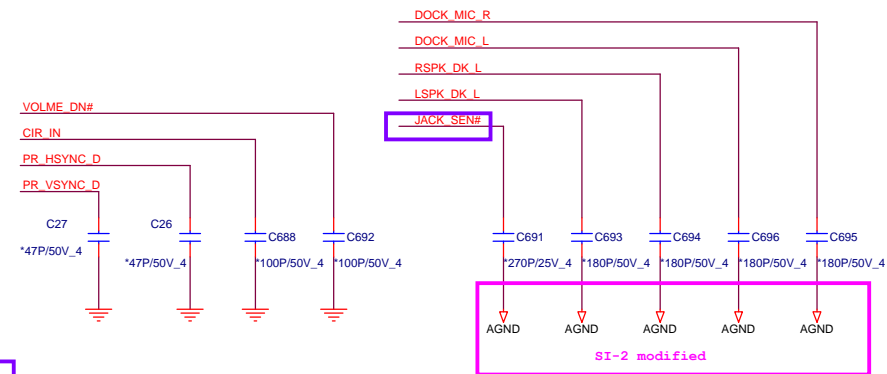 DOCK_MIC_R
DOCK_MIC_L
RSPK_DK_L
LSPK_DK_L
JACK_SEN#
VOLME_DN#
CIR_IN
PR_HSYNC_D
PR_VSYNC_D
C27
C26
C688
C692
C691
C693
C694
C696
C695
*47P/50V_4
*47P/50V_4
*100P/50V_4
*100P/50V_4
*270P/25V_4
*180P/50V_4
*180P/50V_4
*180P/50V_4
*180P/50V_4
AGND
AGND
AGND
AGND
AGND
SI-2 modified